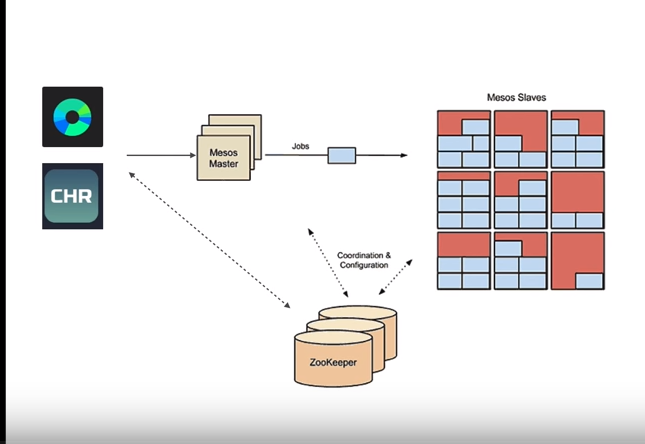 Mesos Slaves
CHR
Mesos
Master
Jobs
Coordination &
Configuration
ZooKeeper